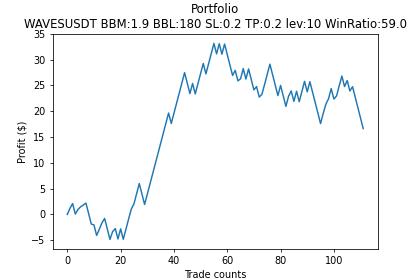 Portfolio
WAVESUSDT BBM:1.9 BBL:180 SL:0.2 TP:0.2 lev:10 WinRatio:59.0
35
30
25
20
15
10
5
0
−5
Profit ($)
0 20 40 60 80 100
Trade counts